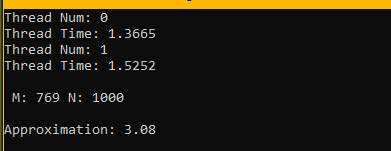 Thread Num: 0
Thread Time: 1.3665
Thread Num: 1
Thread Time: 1.5252
M: 769 N: 1000
Approximation: 3.08